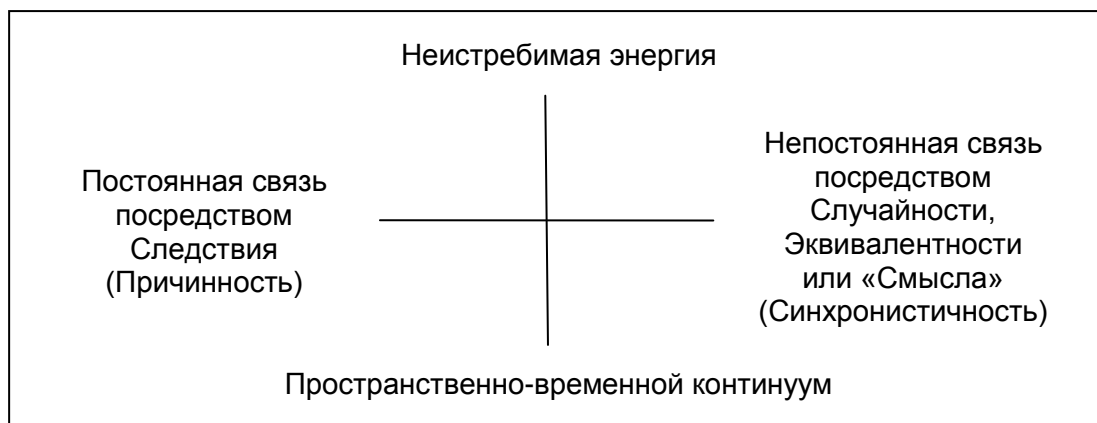 Неистребимая энергия
Постоянная связь
посредством
Следствия
(Причинность)
Непостоянная связь
посредством
Случайности,
Эквивалентности
или «Смысла»
(Синхронистичность)
Пространственно-временной континуум